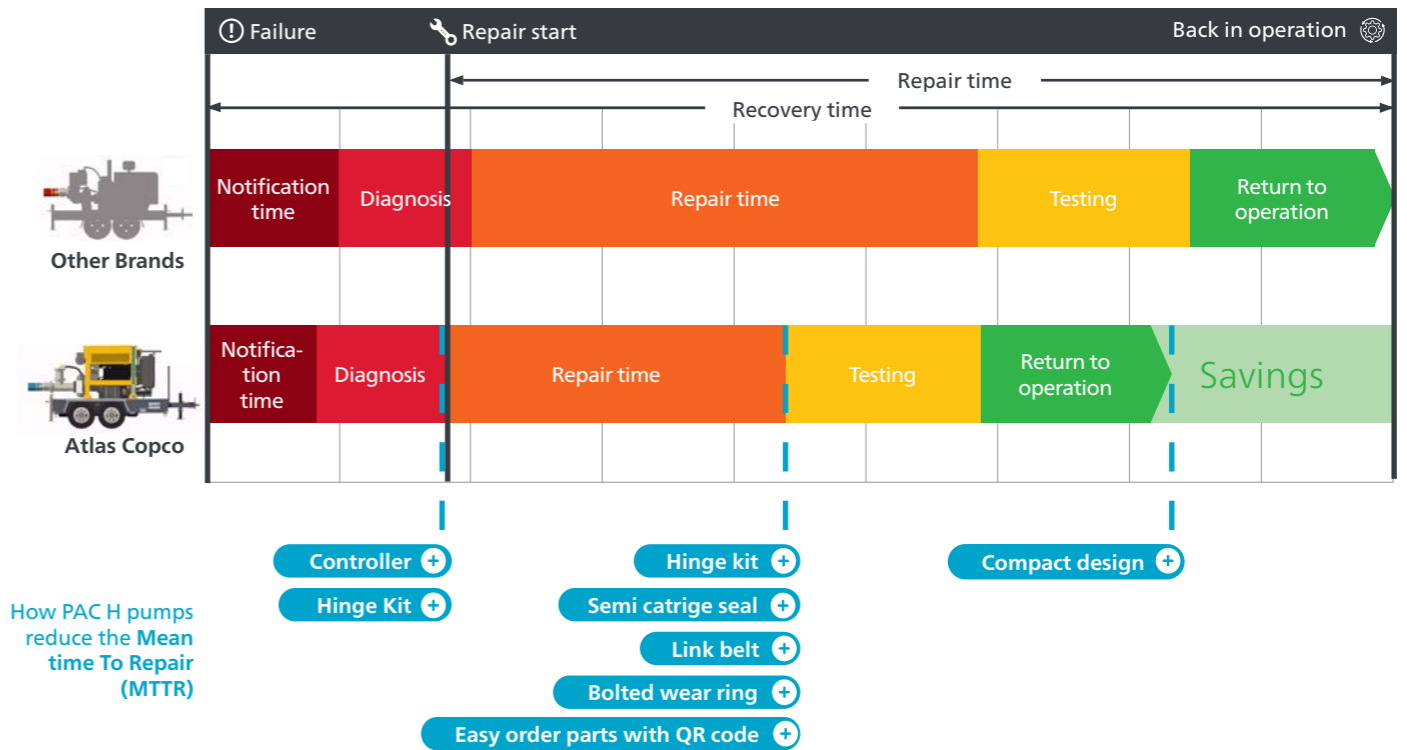 Failure
Repair start
Back in operation
Repair time
Recovery time
Notification
time
Diagnosis
Repair time
Testing
Return to
operation
Other Brands
Notifica-
tion
time
Diagnosis
Repair time
Testing
Return to
operation
Savings
Atlas Copco
Controller +
Hinge Kit +
Hinge kit +
Semi catrige seal +
Link belt +
Bolted wear ring +
Easy order parts with QR code +
Compact design +
How PAC H pumps
reduce the Mean
time To Repair
(MTTR)